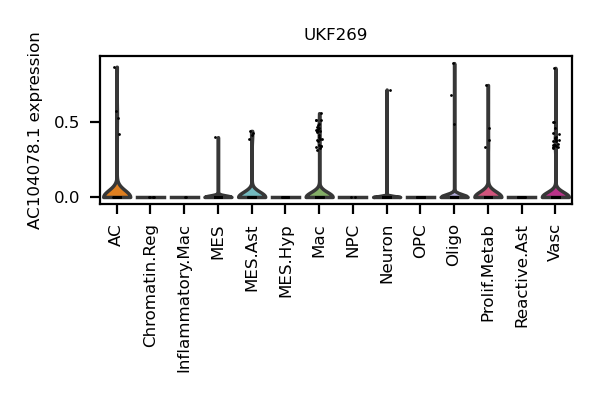 UKF269
AC104078.1 expression
0.5
0.0
AC
Chromatin.Reg
Inflammatory.Mac
MES
MES.Ast
MES.Hyp
Mac
NPC
Neuron
OPC
Oligo
Prolif.Metab
Reactive.Ast
Vasc